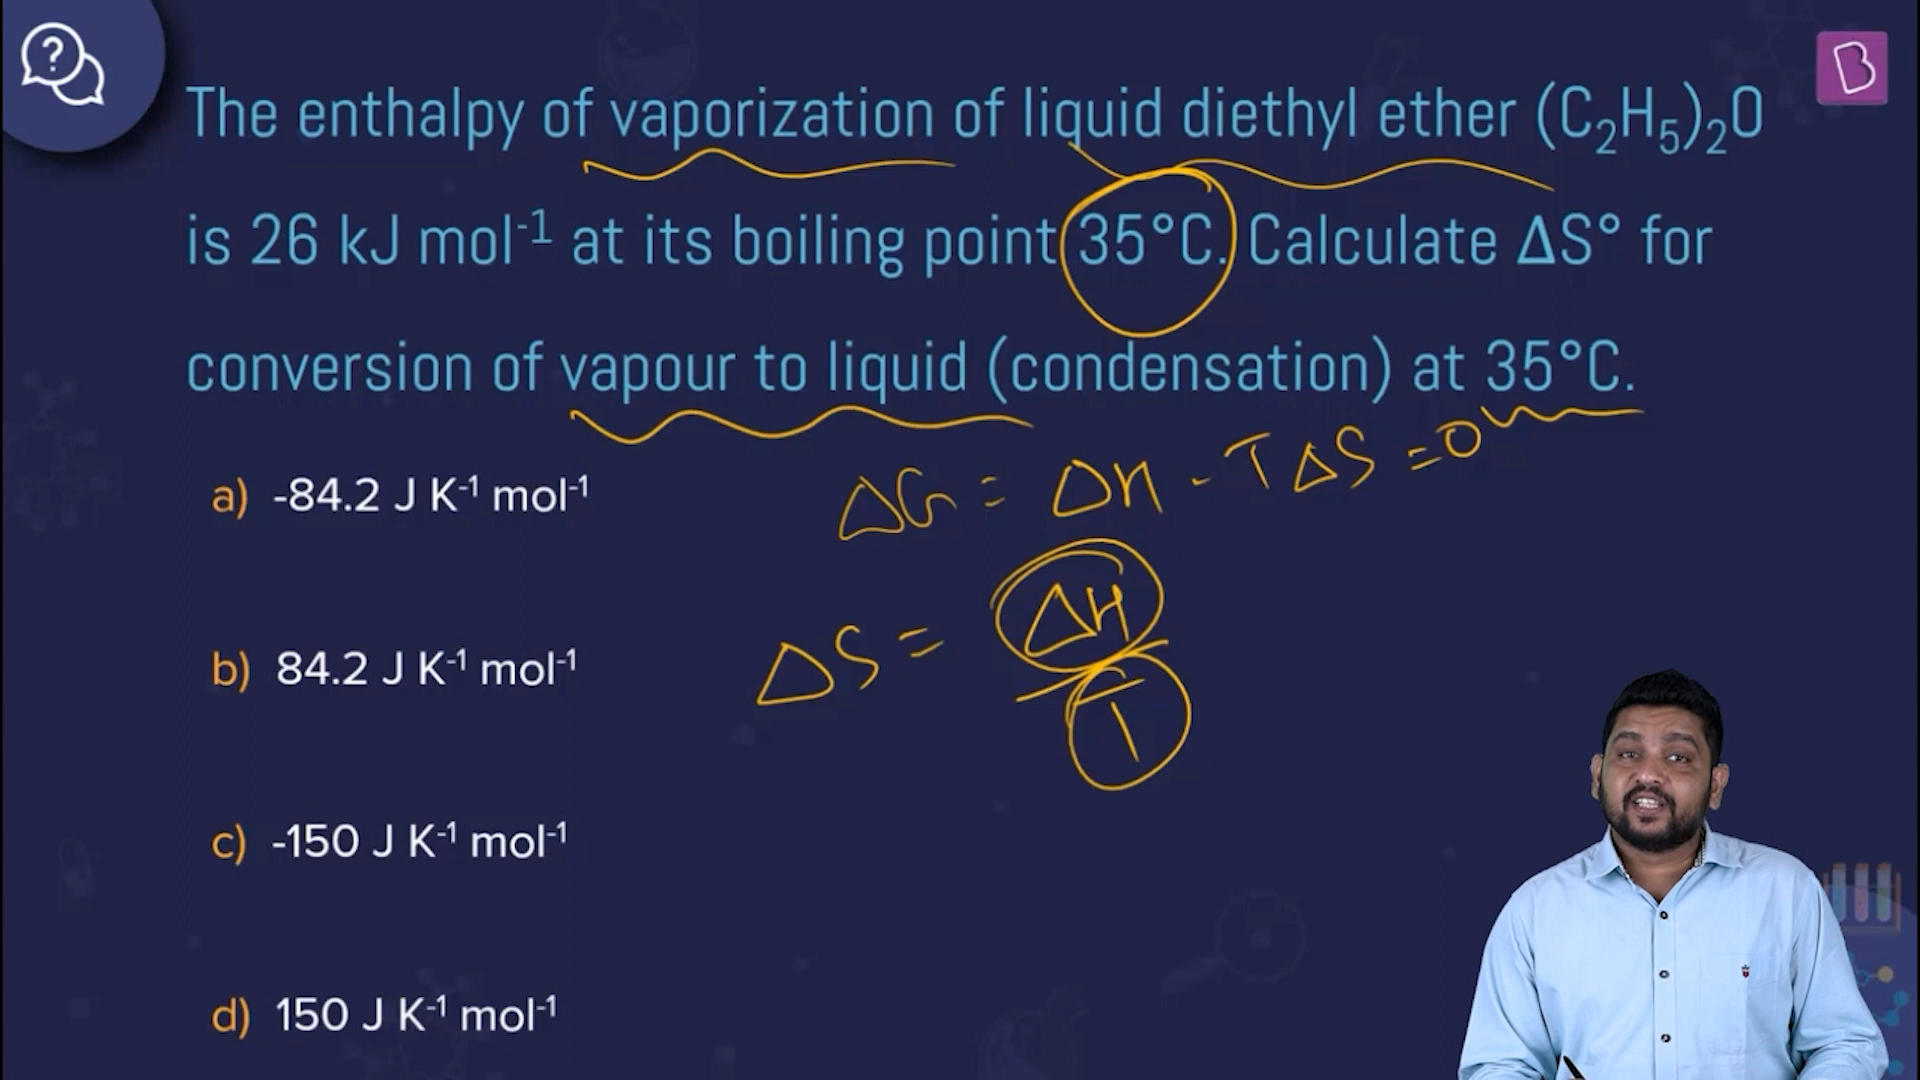 The enthalpy of vaporization of liquid diethyl ether (C₂H₅)₂O
is 26 kJ mol⁻¹ at its boiling point 35°C. Calculate ΔS° for
conversion of vapour to liquid (condensation) at 35°C.
ΔG = ΔH - TΔS = 0
a) -84.2 J K⁻¹ mol⁻¹
ΔS = ΔH
T
b) 84.2 J K⁻¹ mol⁻¹
c) -150 J K⁻¹ mol⁻¹
d) 150 J K⁻¹ mol⁻¹